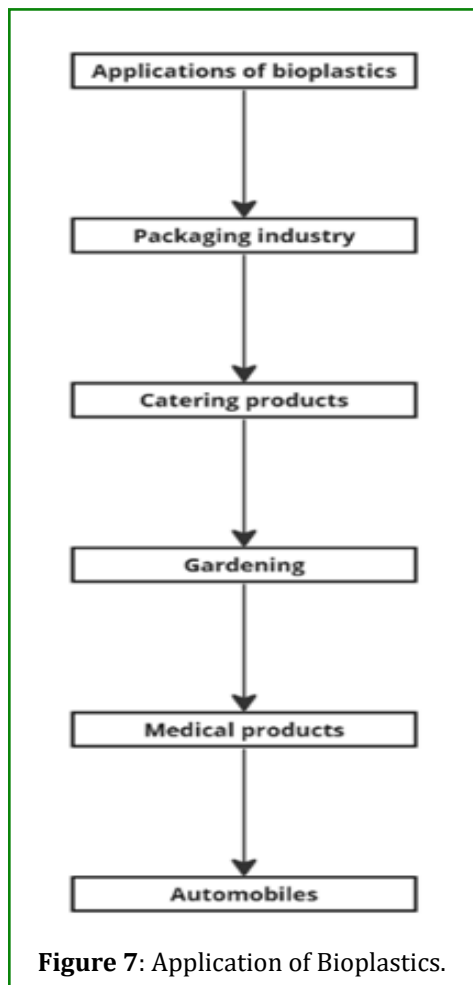 Applications of bioplastics
Packaging industry
Catering products
Gardening
Medical products
Automobiles
Figure 7: Application of Bioplastics.